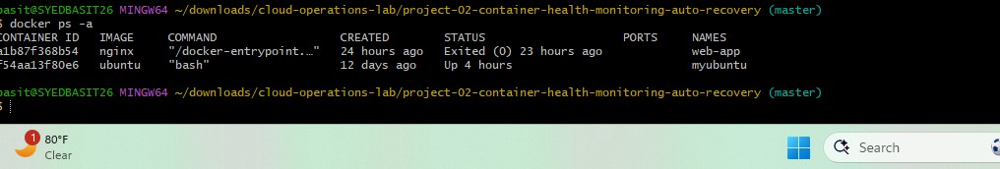 basit@SYEDBASIT26 MINGW64 ~/downloads/cloud-operations-lab/project-02-container-health-monitoring-auto-recovery (master)
$ docker ps -a
CONTAINER ID   IMAGE     COMMAND                  CREATED        STATUS                    PORTS     NAMES
a1b87f368b54   nginx     "/docker-entrypoint.…"   24 hours ago   Exited (0) 23 hours ago             web-app
f54aa13f80e6   ubuntu    "bash"                   12 days ago    Up 4 hours                          myubuntu
basit@SYEDBASIT26 MINGW64 ~/downloads/cloud-operations-lab/project-02-container-health-monitoring-auto-recovery (master)
$
1
80°F
Clear
Search